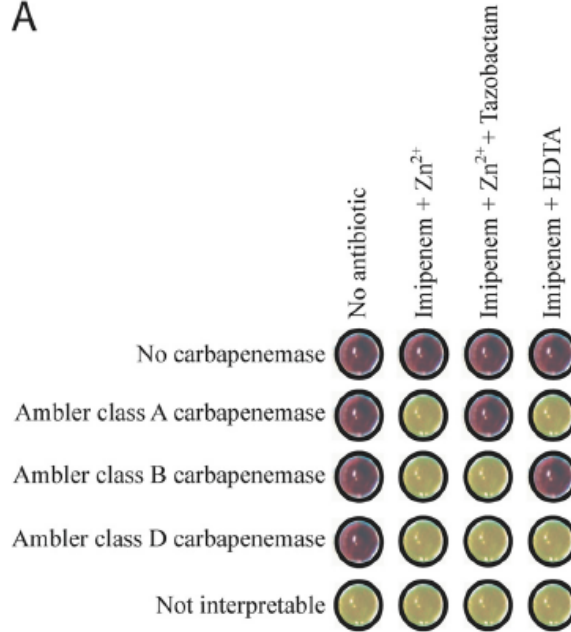 A
No antibiotic
Imipenem + Zn²⁺
Imipenem + Zn²⁺ + Tazobactam
Imipenem + EDTA
No carbapenemase
Ambler class A carbapenemase
Ambler class B carbapenemase
Ambler class D carbapenemase
Not interpretable